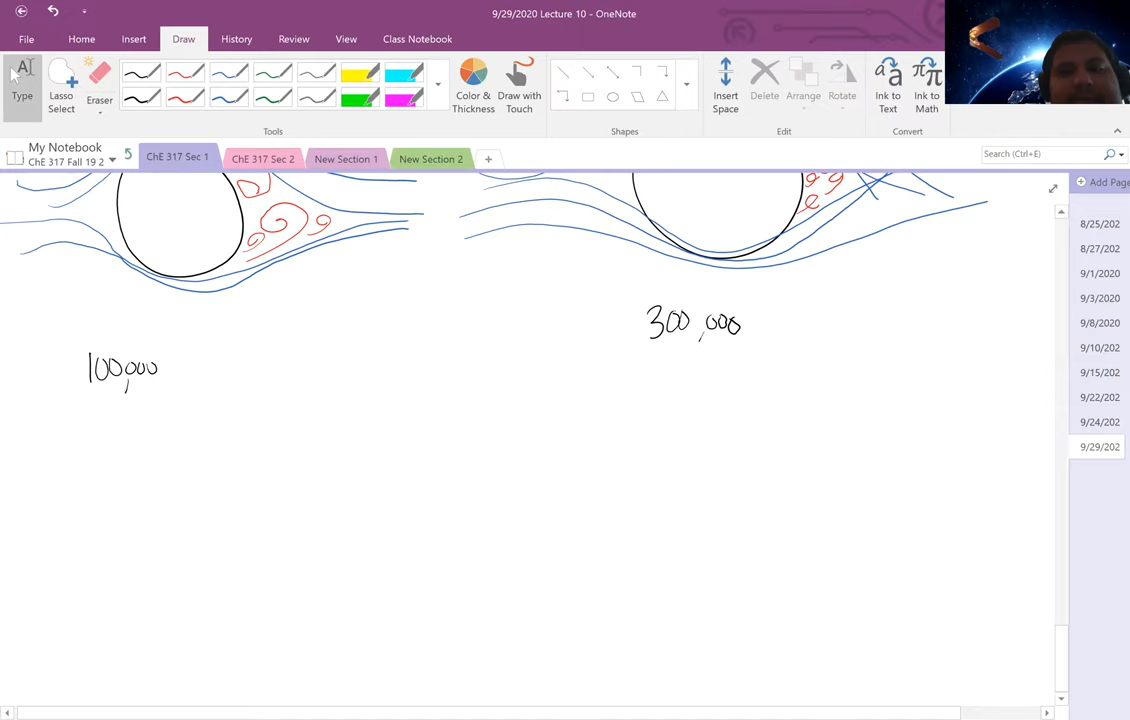 9/29/2020 Lecture 10 - OneNote
File Home Insert Draw History Review View Class Notebook
Type Lasso Select Eraser Color & Thickness Draw with Touch Insert Space Delete Arrange Rotate Ink to Text Ink to Math
Tools Shapes Edit Convert
My Notebook
ChE 317 Fall 19 2
ChE 317 Sec 1 ChE 317 Sec 2 New Section 1 New Section 2 +
Search (Ctrl+E)
Add Page
8/25/202
8/27/202
9/1/2020
9/3/2020
9/8/2020
9/10/202
9/15/202
9/22/202
9/24/202
9/29/202
300,000
100,000